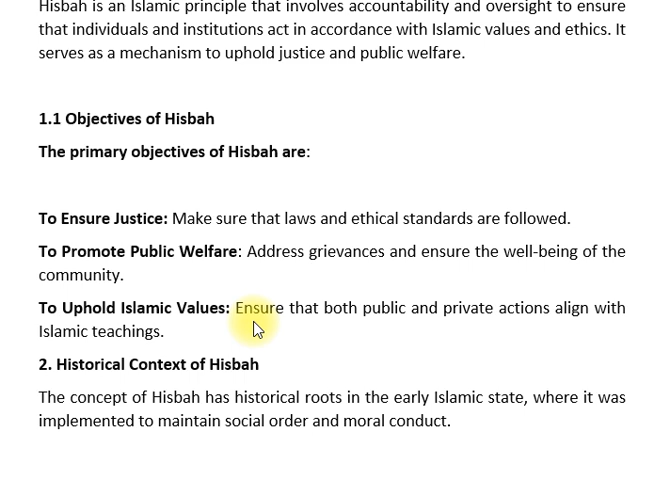 Hisbah is an Islamic principle that involves accountability and oversight to ensure
that individuals and institutions act in accordance with Islamic values and ethics. It
serves as a mechanism to uphold justice and public welfare.
1.1 Objectives of Hisbah
The primary objectives of Hisbah are:
To Ensure Justice: Make sure that laws and ethical standards are followed.
To Promote Public Welfare: Address grievances and ensure the well-being of the
community.
To Uphold Islamic Values: Ensure that both public and private actions align with
Islamic teachings.
2. Historical Context of Hisbah
The concept of Hisbah has historical roots in the early Islamic state, where it was
implemented to maintain social order and moral conduct.